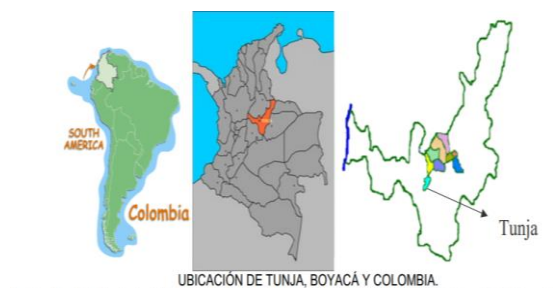 SOUTH
AMERICA
Colombia
Tunja
UBICACIÓN DE TUNJA, BOYACÁ Y COLOMBIA.